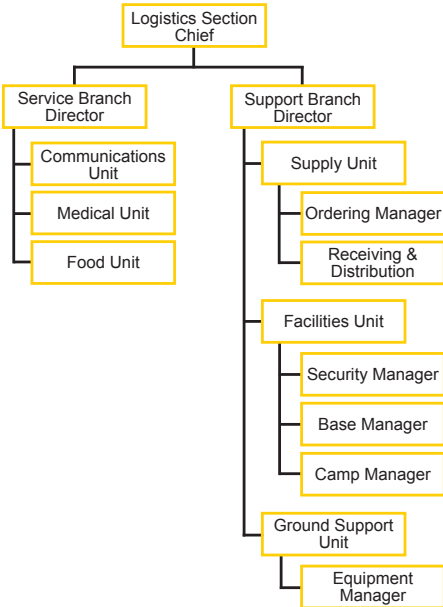 Logistics Section
Chief
Service Branch
Director
Communications
Unit
Medical Unit
Food Unit
Support Branch
Director
Supply Unit
Ordering Manager
Receiving &
Distribution
Facilities Unit
Security Manager
Base Manager
Camp Manager
Ground Support
Unit
Equipment
Manager